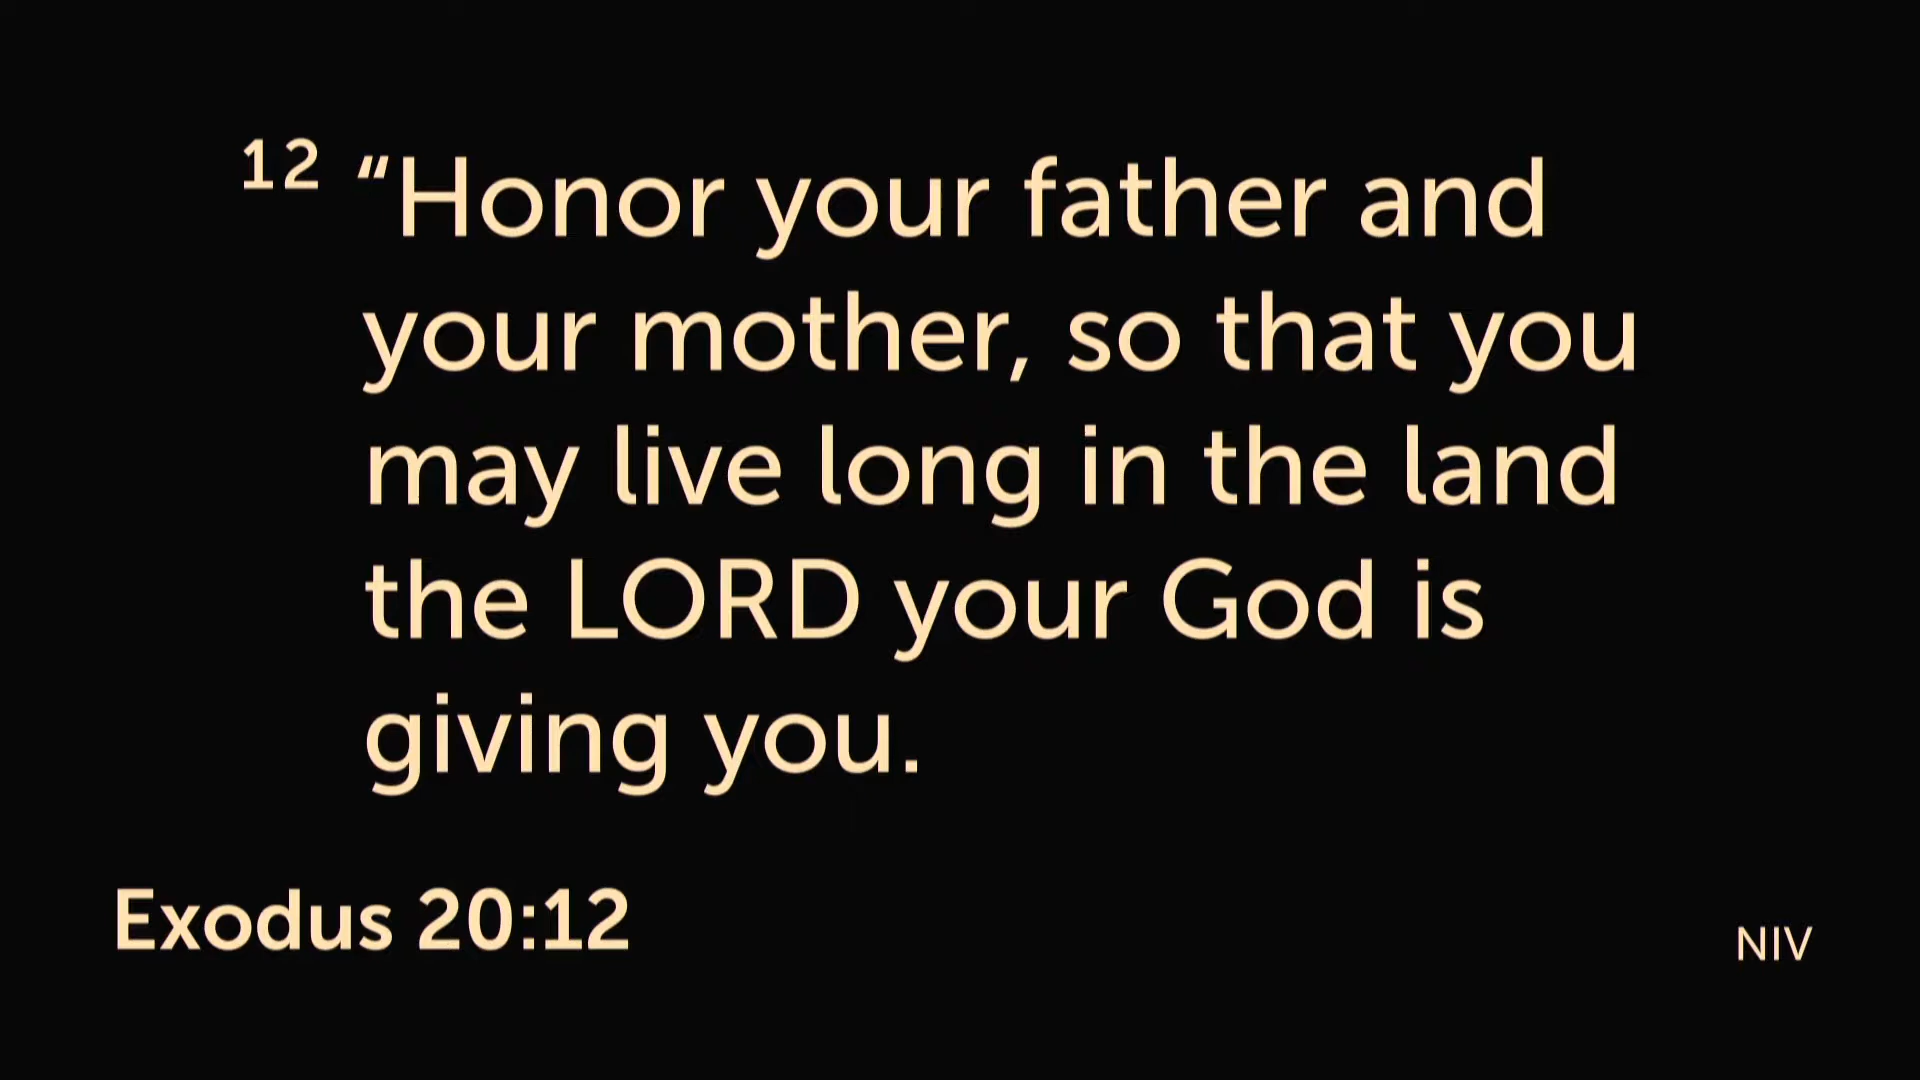 12 “Honor your father and
your mother, so that you
may live long in the land
the LORD your God is
giving you.
Exodus 20:12
NIV